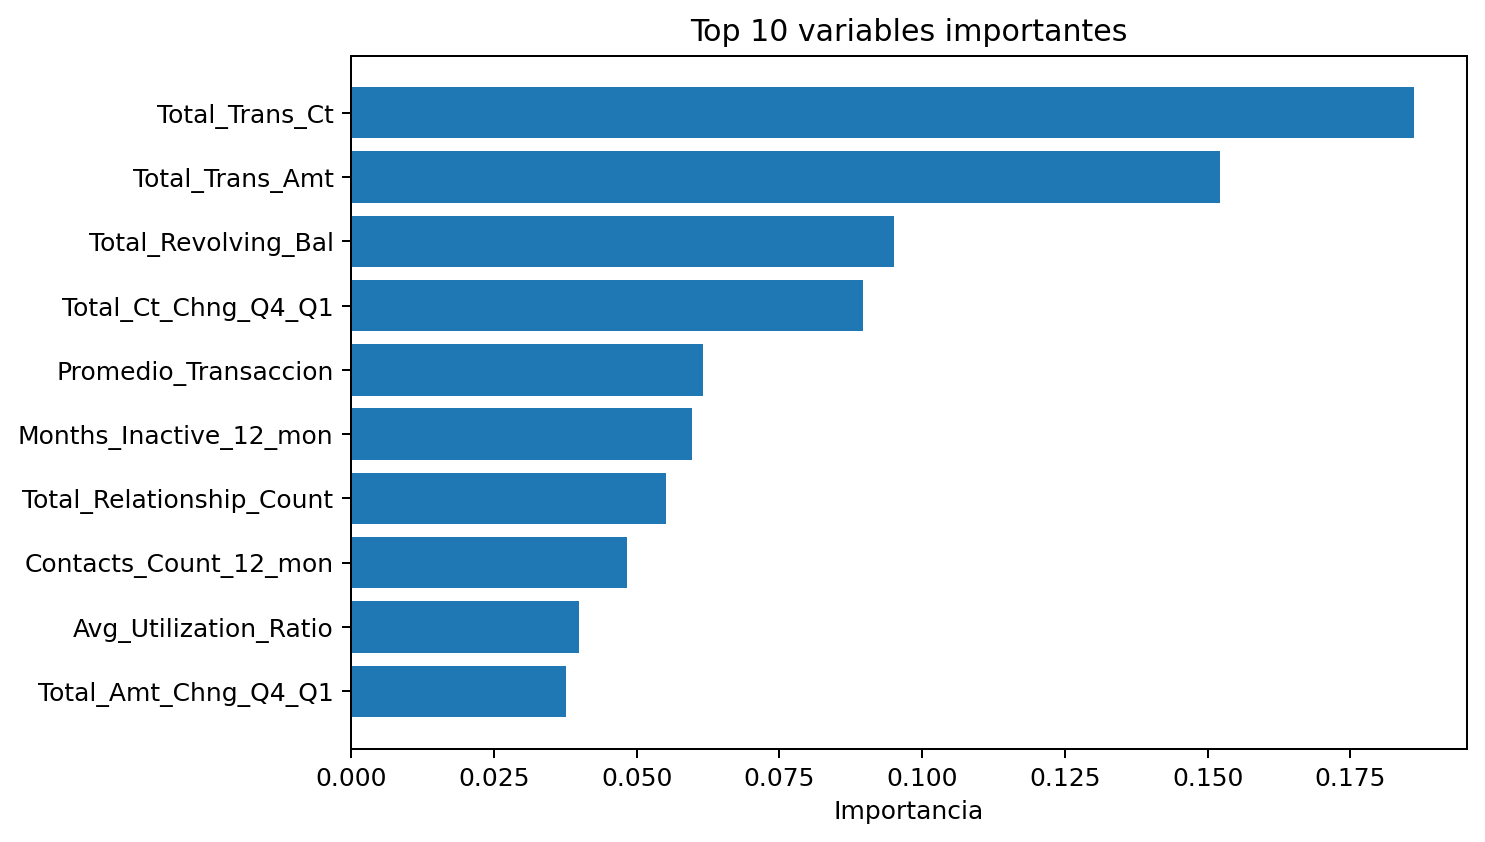 Top 10 variables importantes
Total_Trans_Ct
Total_Trans_Amt
Total_Revolving_Bal
Total_Ct_Chng_Q4_Q1
Promedio_Transaccion
Months_Inactive_12_mon
Total_Relationship_Count
Contacts_Count_12_mon
Avg_Utilization_Ratio
Total_Amt_Chng_Q4_Q1
0.000 0.025 0.050 0.075 0.100 0.125 0.150 0.175
Importancia